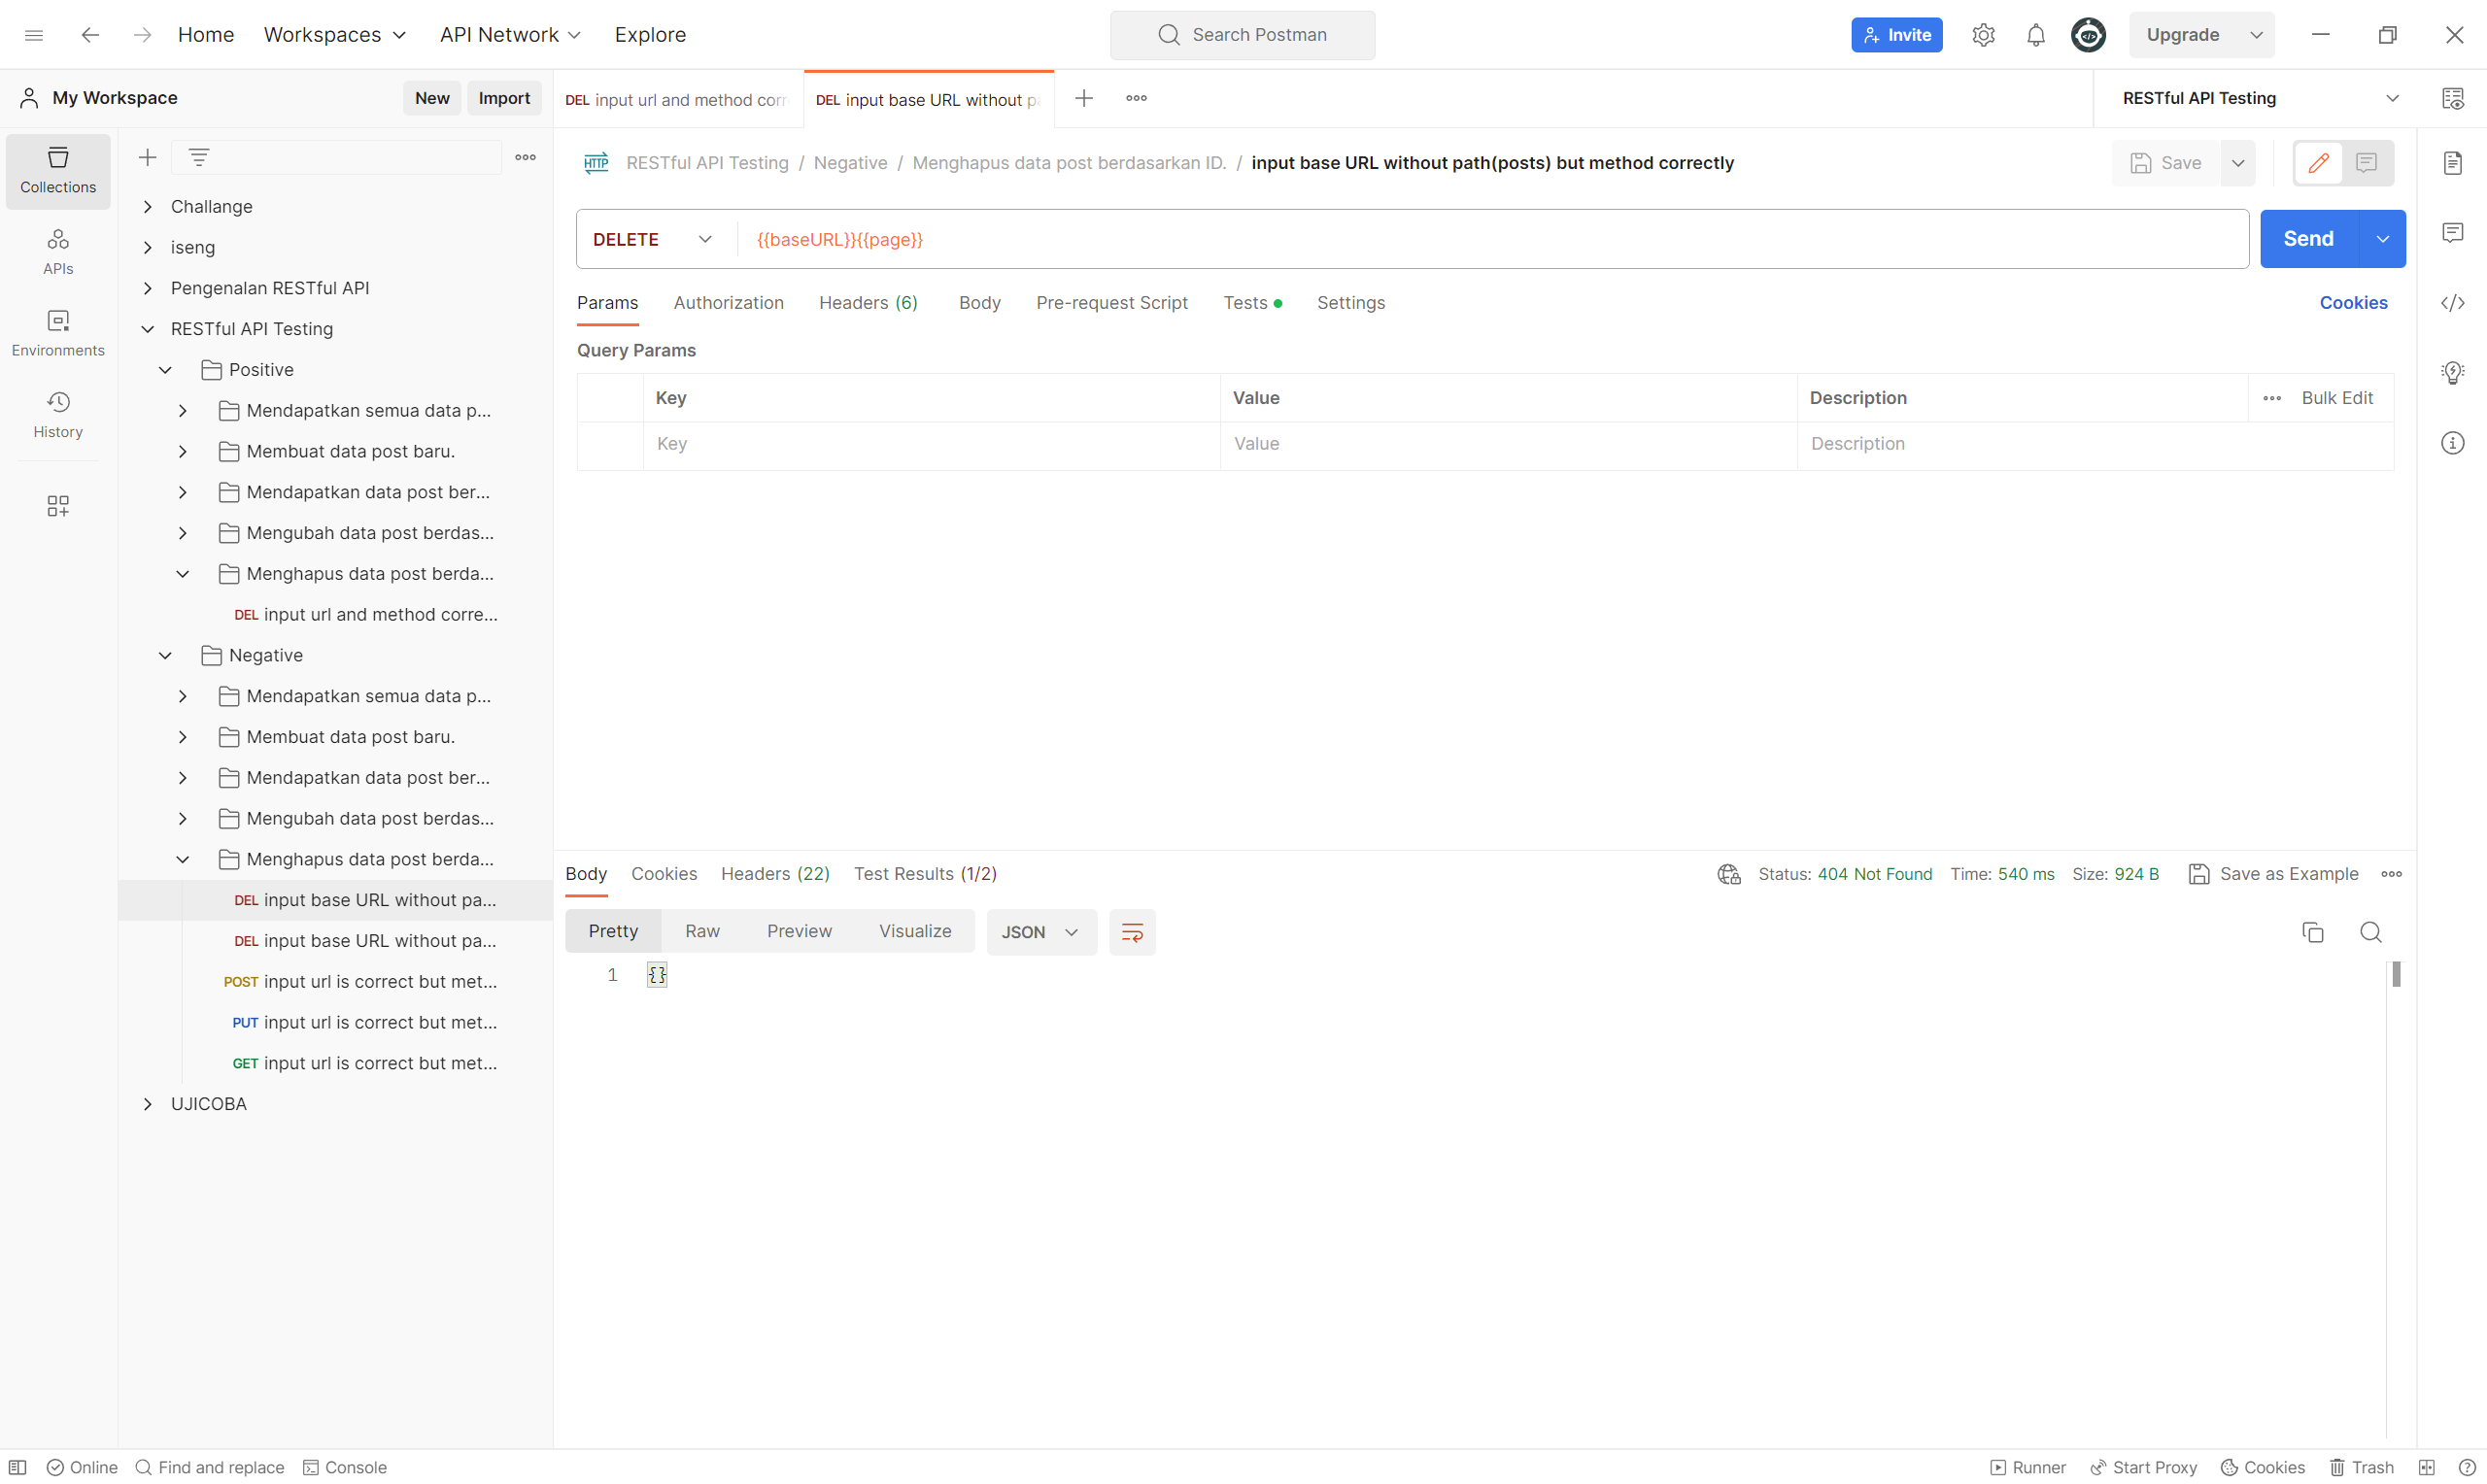 Home Workspaces API Network Explore Search Postman Invite Upgrade
My Workspace New Import DEL input url and method corr DEL input base URL without pa RESTful API Testing
HTTP RESTful API Testing / Negative / Menghapus data post berdasarkan ID. / input base URL without path(posts) but method correctly Save
Collections
APIs
Environments
History
Challange
iseng
Pengenalan RESTful API
RESTful API Testing
Positive
Mendapatkan semua data p...
Membuat data post baru.
Mendapatkan data post ber...
Mengubah data post berdas...
Menghapus data post berda...
DEL input url and method corre...
Negative
Mendapatkan semua data p...
Membuat data post baru.
Mendapatkan data post ber...
Mengubah data post berdas...
Menghapus data post berda...
DEL input base URL without pa...
DEL input base URL without pa...
POST input url is correct but met...
PUT input url is correct but met...
GET input url is correct but met...
UJICOBA
DELETE {{baseURL}}{{page}} Send
Params Authorization Headers (6) Body Pre-request Script Tests Settings Cookies
Query Params
Key Value Description Bulk Edit
Key Value Description
Body Cookies Headers (22) Test Results (1/2) Status: 404 Not Found Time: 540 ms Size: 924 B Save as Example
Pretty Raw Preview Visualize JSON
1 {}
Online Find and replace Console Runner Start Proxy Cookies Trash